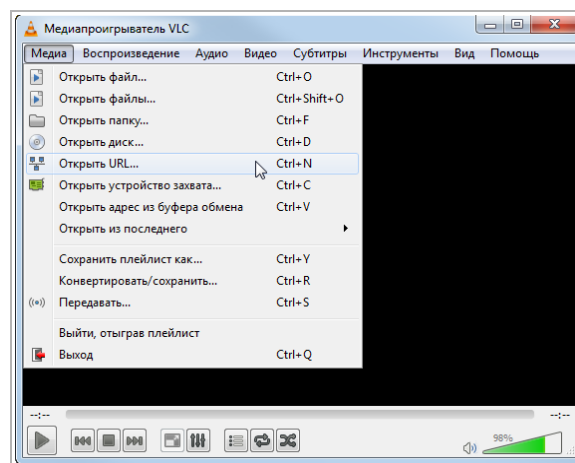 Медиапроигрыватель VLC
Медиа Воспроизведение Аудио Видео Субтитры Инструменты Вид Помощь
Открыть файл... Ctrl+O
Открыть файлы... Ctrl+Shift+O
Открыть папку... Ctrl+F
Открыть диск... Ctrl+D
Открыть URL... Ctrl+N
Открыть устройство захвата... Ctrl+C
Открыть адрес из буфера обмена Ctrl+V
Открыть из последнего
Сохранить плейлист как... Ctrl+Y
Конвертировать/сохранить... Ctrl+R
Передавать... Ctrl+S
Выйти, отыграв плейлист
Выход Ctrl+Q
--:-- --:--
98%